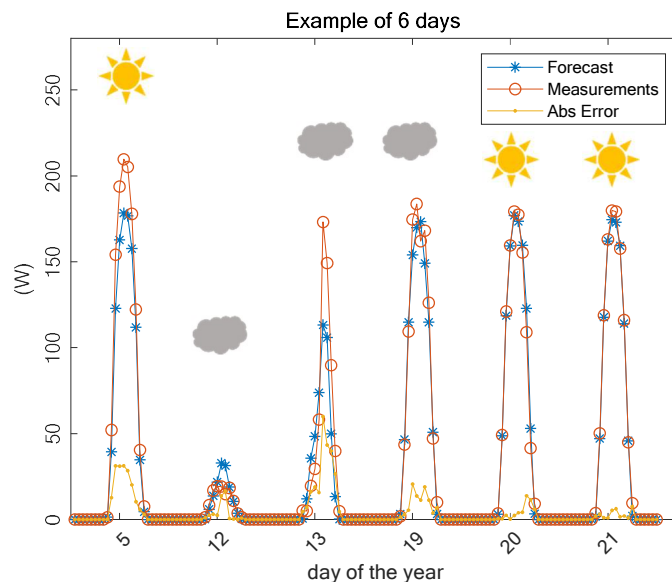 Example of 6 days
Forecast
Measurements
Abs Error
250
200
150
100
50
0
(W)
5
12
13
19
20
21
day of the year